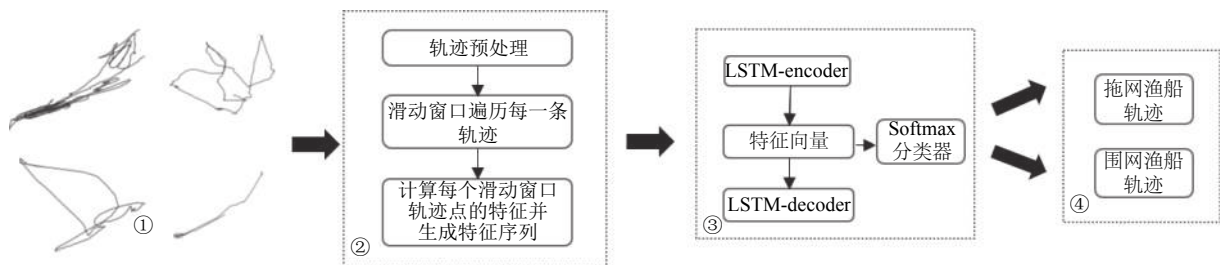 ①
轨迹预处理
滑动窗口遍历每一条
轨迹
计算每个滑动窗口
轨迹点的特征并
生成特征序列
②
LSTM-encoder
特征向量
Softmax
分类器
LSTM-decoder
③
拖网渔船
轨迹
围网渔船
轨迹
④